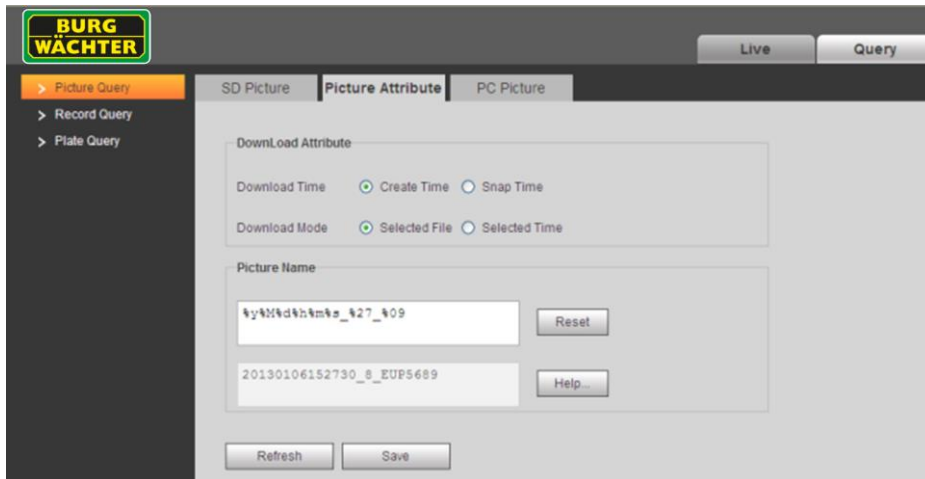 BURG
WÄCHTER
Live Query
> Picture Query
> Record Query
> Plate Query
SD Picture Picture Attribute PC Picture
DownLoad Attribute
Download Time Create Time Snap Time
Download Mode Selected File Selected Time
Picture Name
%y%M%d%h%m%s_%27_%09
Reset
20130106152730_8_EUP5689
Help...
Refresh Save